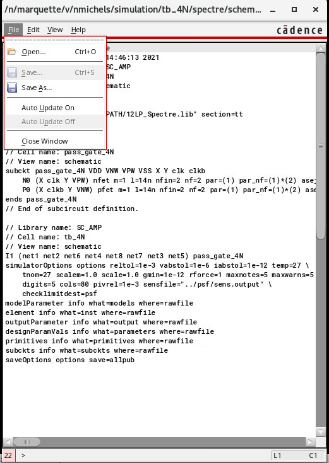 /n/marquette/v/nmichels/simulation/tb_4N/spectre/schem...
File Edit View Help cādence
Open... Ctrl+O
Save... Ctrl+S
Save As...
Auto Update On
Auto Update Off
Close Window
:46:13 2021
SC_AMP
4N
ematic
PATH/12LP_Spectre.lib" section=tt
// Cell name: pass_gate_4N
// View name: schematic
subckt pass_gate_4N VDD VNW VPW VSS X Y clk clkb
N0 (X clk Y VPW) nfet m=1 l=14n nfin=2 nf=2 par=(1) par_nf=(1)*(2) ase
P0 (X clkb Y VNW) pfet m=1 l=14n nfin=2 nf=2 par=(1) par_nf=(1)*(2) as
ends pass_gate_4N
// End of subcircuit definition.
// Library name: SC_AMP
// Cell name: tb_4N
// View name: schematic
I1 (net1 net2 net6 net4 net8 net7 net3 net5) pass_gate_4N
simulatorOptions options reltol=1e-3 vabstol=1e-6 iabstol=1e-12 temp=27 \
tnom=27 scalem=1.0 scale=1.0 gmin=1e-12 rforce=1 maxnotes=5 maxwarns=5
digits=5 cols=80 pivrel=1e-3 sensfile="../psf/sens.output" \
checklimitdest=psf
modelParameter info what=models where=rawfile
element info what=inst where=rawfile
outputParameter info what=output where=rawfile
designParamVals info what=parameters where=rawfile
primitives info what=primitives where=rawfile
subckts info what=subckts where=rawfile
saveOptions options save=allpub
22 > L1 C1